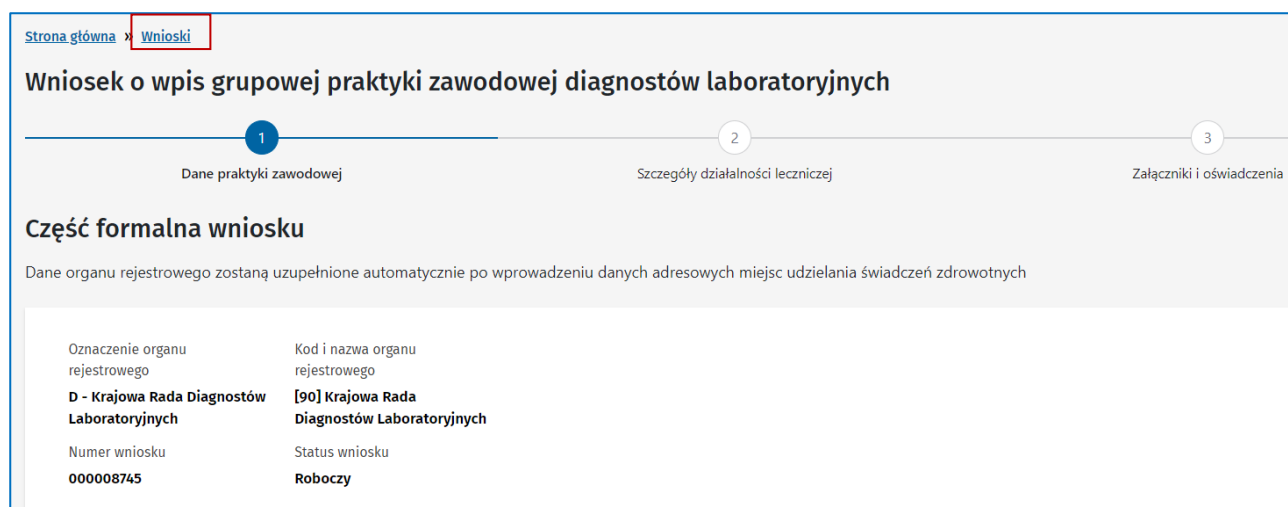 Strona główna » Wnioski
Wniosek o wpis grupowej praktyki zawodowej diagnostów laboratoryjnych
1 2 3
Dane praktyki zawodowej Szczegóły działalności leczniczej Załączniki i oświadczenia
Część formalna wniosku
Dane organu rejestrowego zostaną uzupełnione automatycznie po wprowadzeniu danych adresowych miejsc udzielania świadczeń zdrowotnych
Oznaczenie organu
rejestrowego
D - Krajowa Rada Diagnostów
Laboratoryjnych
Kod i nazwa organu
rejestrowego
[90] Krajowa Rada
Diagnostów Laboratoryjnych
Numer wniosku
000008745
Status wniosku
Roboczy